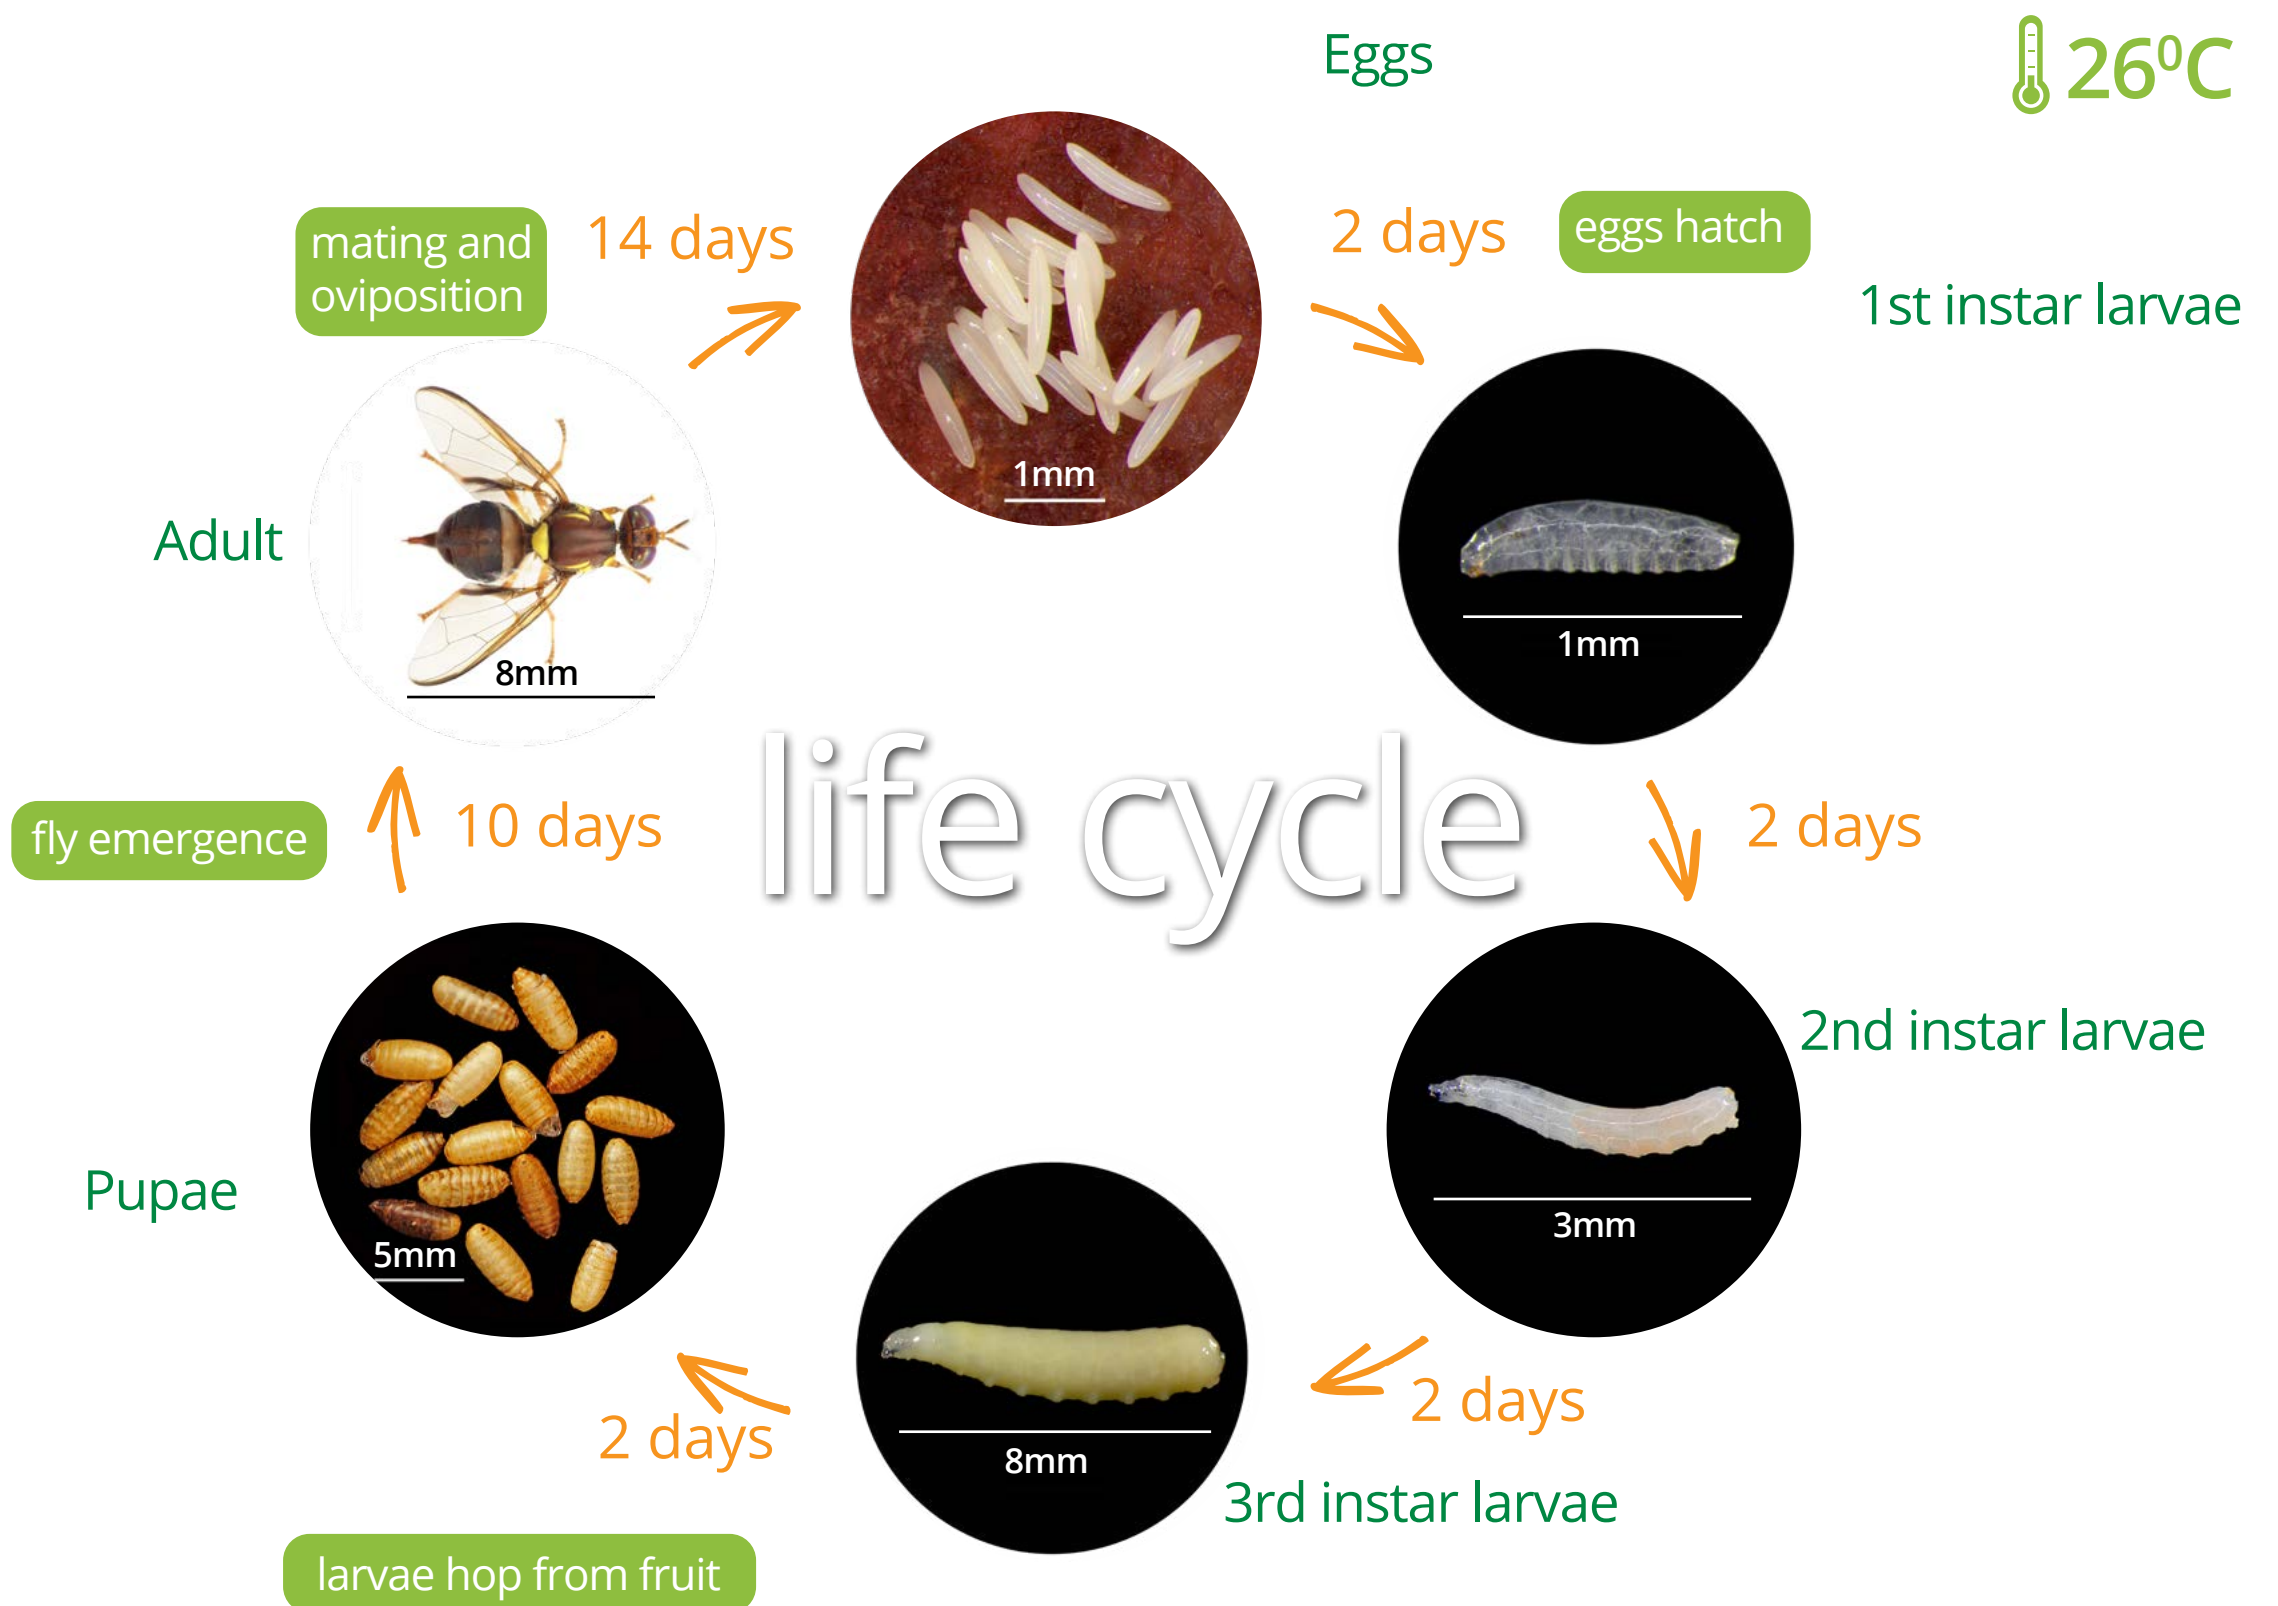 Eggs
26⁰C
mating and
oviposition
14 days
2 days
eggs hatch
1st instar larvae
1mm
Adult
8mm
1mm
life cycle
fly emergence
10 days
2 days
2nd instar larvae
Pupae
5mm
3mm
2 days
2 days
8mm
3rd instar larvae
larvae hop from fruit